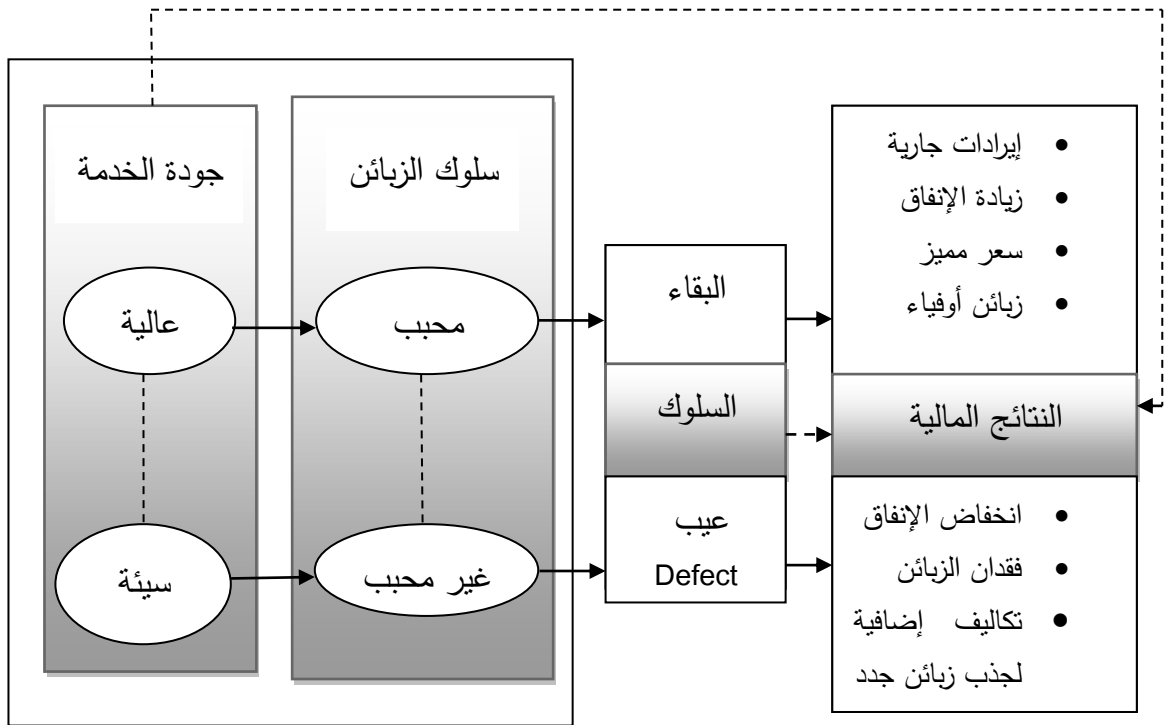 جودة الخدمة
سلوك الزبائن
عالية
محبب
سيئة
غير محبب
البقاء
السلوك
عيب
Defect
• إيرادات جارية
• زيادة الإنفاق
• سعر مميز
• زبائن أوفياء
النتائج المالية
• انخفاض الإنفاق
• فقدان الزبائن
• تكاليف إضافية
لجذب زبائن جدد